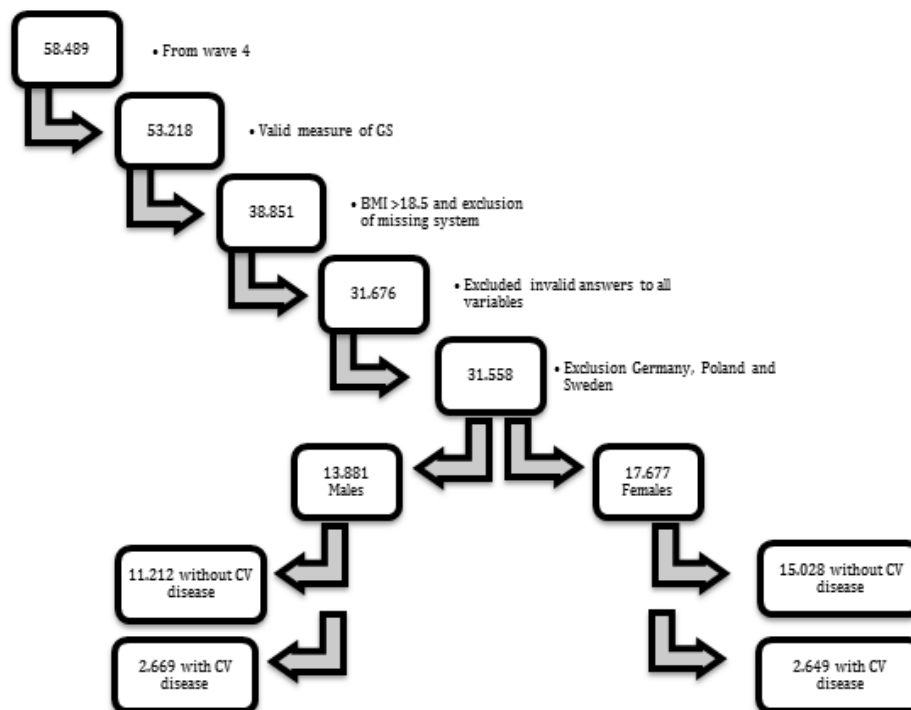 58.489
• From wave 4
53.218
• Valid measure of GS
38.851
• BMI >18.5 and exclusion
of missing system
31.676
• Excluded invalid answers to all
variables
31.558
• Exclusion Germany, Poland and
Sweden
13.881
Males
17.677
Females
11.212 without CV
disease
15.028 without CV
disease
2.669 with CV
disease
2.649 with CV
disease